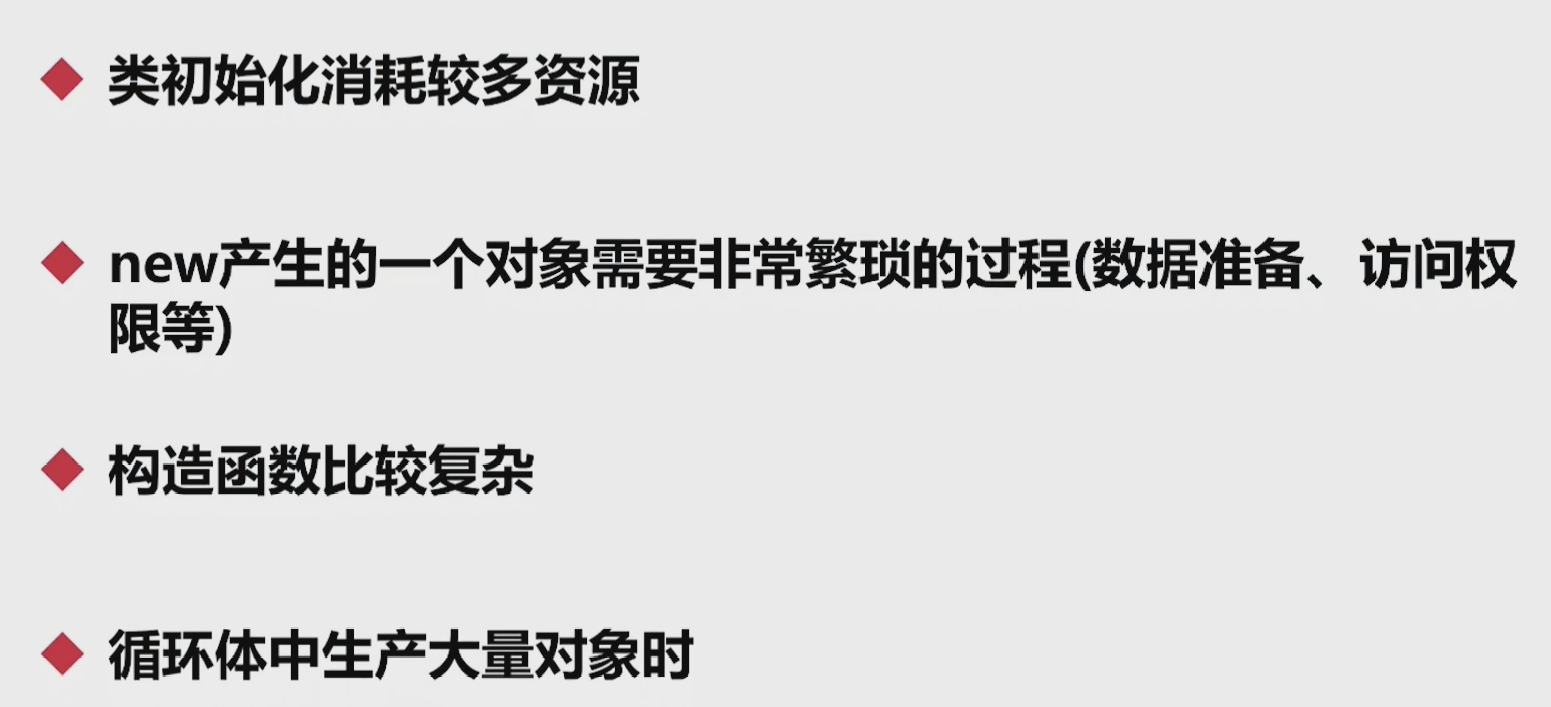 类初始化消耗较多资源
new产生的一个对象需要非常繁琐的过程(数据准备、访问权
限等)
构造函数比较复杂
循环体中生产大量对象时